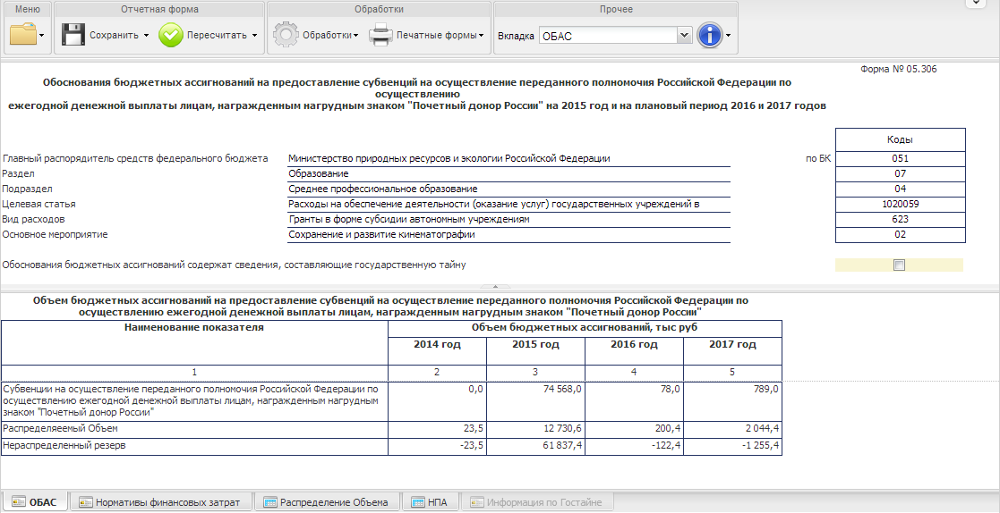 Меню
Отчетная форма
Обработки
Прочее
Сохранить
Пересчитать
Обработки
Печатные формы
Вкладка ОБАС
Форма № 05.306
Обоснования бюджетных ассигнований на предоставление субвенций на осуществление переданного полномочия Российской Федерации по
осуществлению
ежегодной денежной выплаты лицам, награжденным нагрудным знаком "Почетный донор России" на 2015 год и на плановый период 2016 и 2017 годов
Коды
Главный распорядитель средств федерального бюджета Министерство природных ресурсов и экологии Российской Федерации по БК 051
Раздел Образование 07
Подраздел Среднее профессиональное образование 04
Целевая статья Расходы на обеспечение деятельности (оказание услуг) государственных учреждений в 1020059
Вид расходов Гранты в форме субсидии автономным учреждениям 623
Основное мероприятие Сохранение и развитие кинематографии 02
Обоснования бюджетных ассигнований содержат сведения, составляющие государственную тайну
Объем бюджетных ассигнований на предоставление субвенций на осуществление переданного полномочия Российской Федерации по
осуществлению ежегодной денежной выплаты лицам, награжденным нагрудным знаком "Почетный донор России"
Наименование показателя Объем бюджетных ассигнований, тыс руб
2014 год 2015 год 2016 год 2017 год
1 2 3 4 5
Субвенции на осуществление переданного полномочия Российской Федерации по 0,0 74 568,0 78,0 789,0
осуществлению ежегодной денежной выплаты лицам, награжденным нагрудным
знаком "Почетный донор России"
Распределяеемый Объем 23,5 12 730,6 200,4 2 044,4
Нераспределенный резерв -23,5 61 837,4 -122,4 -1 255,4
ОБАС
Нормативы финансовых затрат
Распределение Объема
НПА
Информация по Гостайне